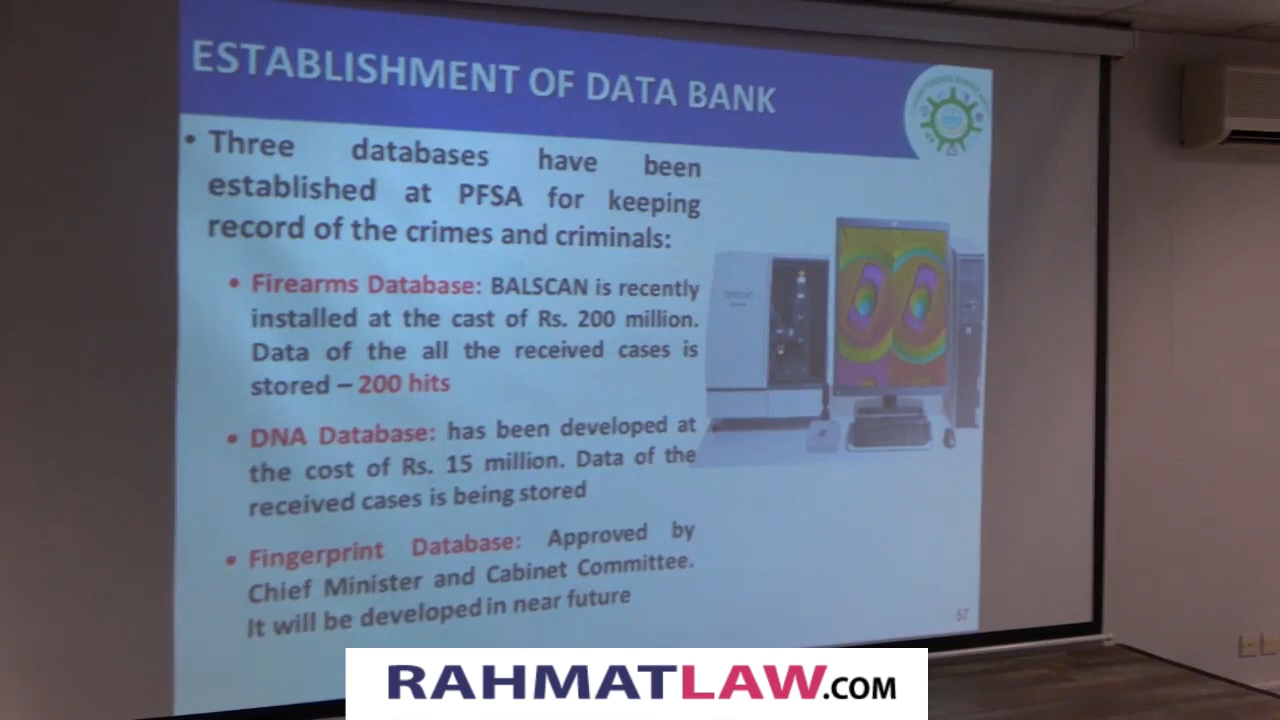 ESTABLISHMENT OF DATA BANK
• Three databases have been
established at PFSA for keeping
record of the crimes and criminals:
• Firearms Database: BALSCAN is recently
installed at the cast of Rs. 200 million.
Data of the all the received cases is
stored – 200 hits
• DNA Database: has been developed at
the cost of Rs. 15 million. Data of the
received cases is being stored
• Fingerprint Database: Approved by
Chief Minister and Cabinet Committee.
It will be developed in near future
57
RAHMATLAW.COM